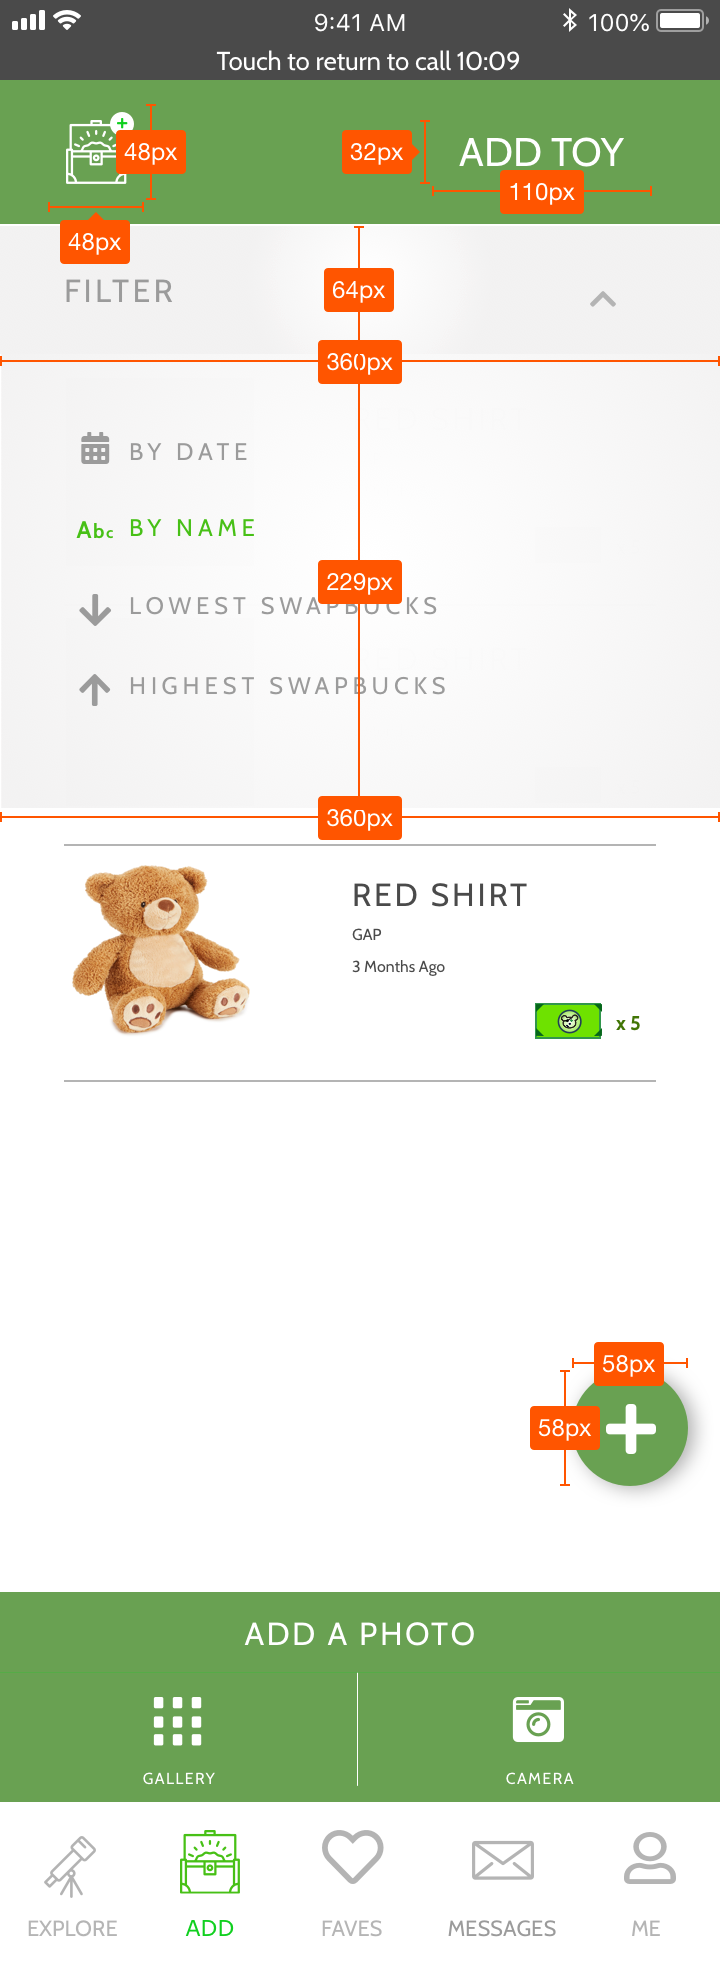 9:41 AM 100%
Touch to return to call 10:09
48px 32px ADD TOY
110px
48px
FILTER 64px
360px
BY DATE
Abc BY NAME
229px
LOWEST SWAPBUCKS
HIGHEST SWAPBUCKS
360px
RED SHIRT
GAP
3 Months Ago
x 5
58px
58px
ADD A PHOTO
GALLERY CAMERA
EXPLORE ADD FAVES MESSAGES ME